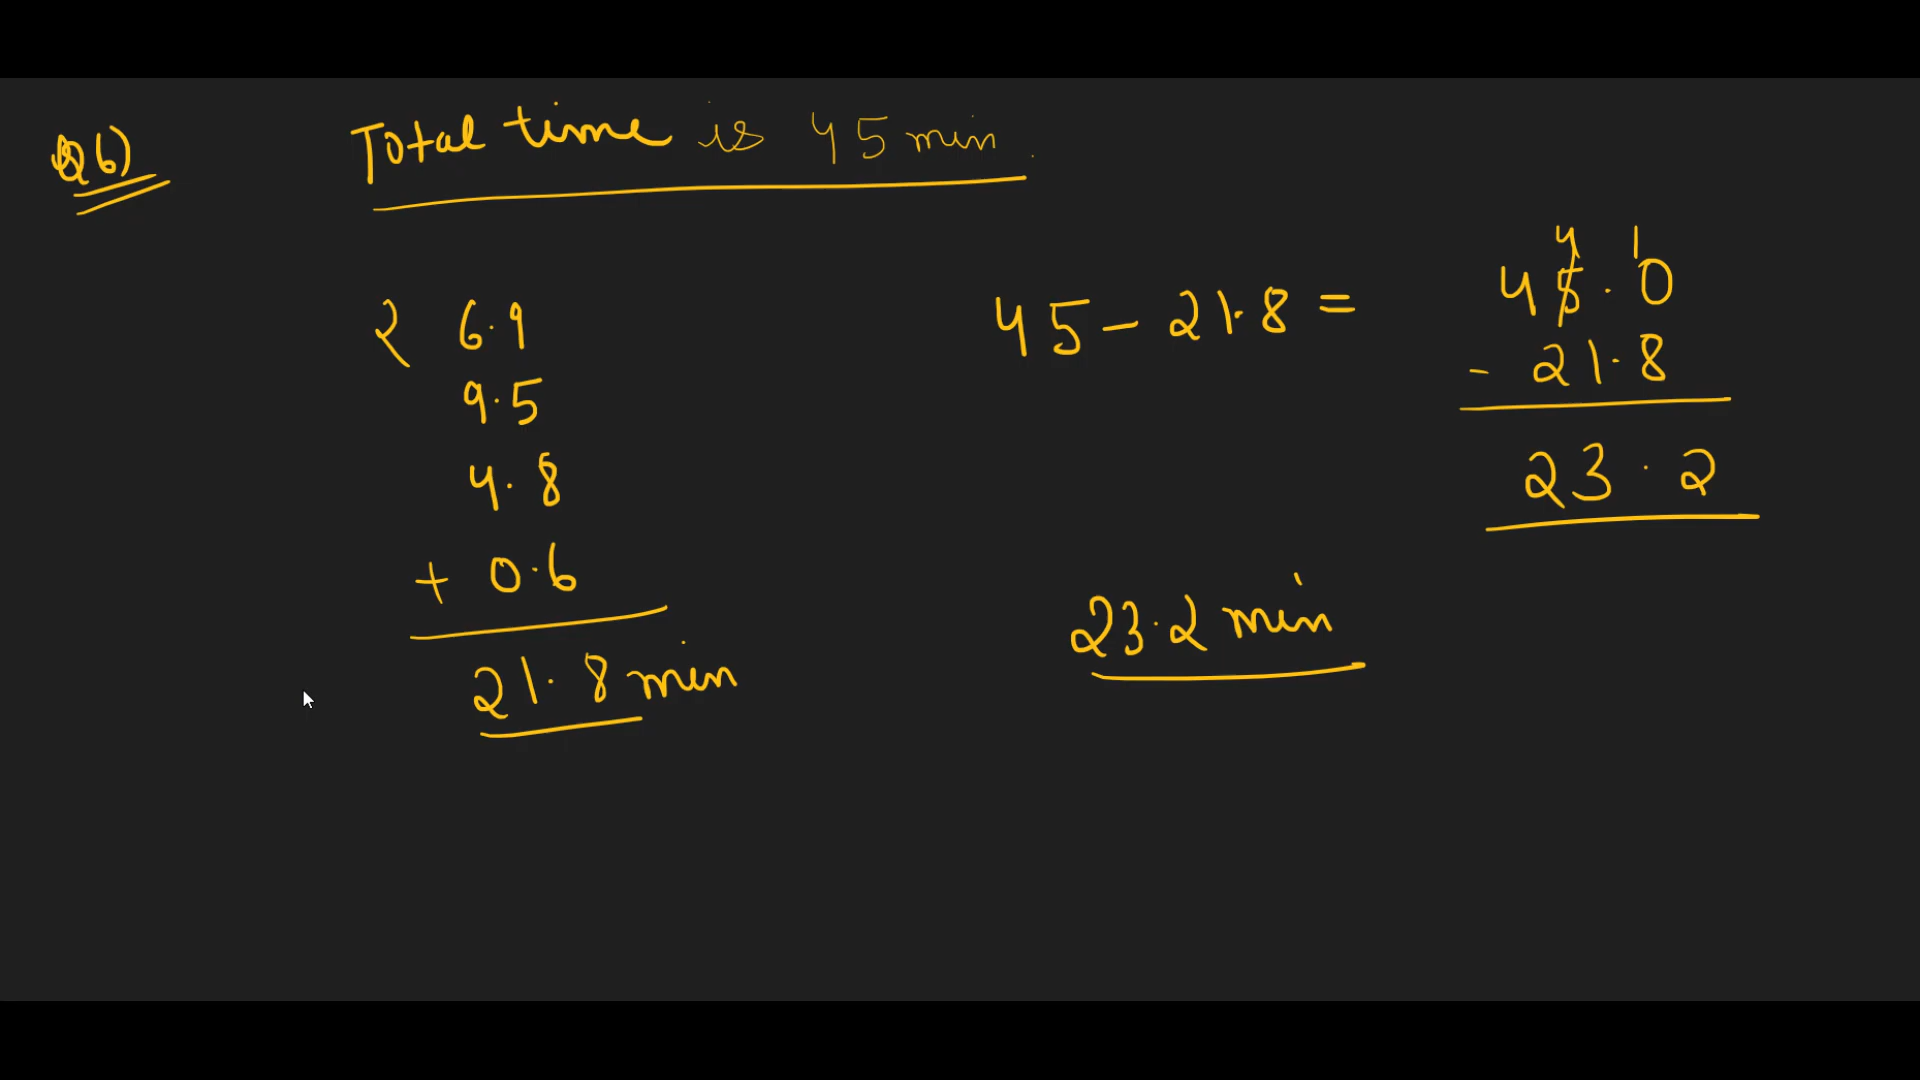 Q6) Total time is 45 min.
2 6.9
9.5
4.8
+ 0.6
21.8 min
45 - 21.8 =
4 1
45.0
- 21.8
23.2
23.2 min